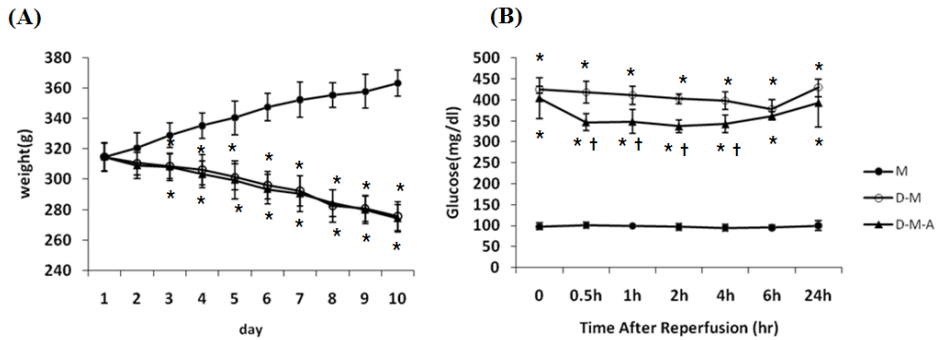 (A)
(B)
380
360
340
320
300
280
260
240
weight(g)
* * * * * * * *
* * * * * * * *
1 2 3 4 5 6 7 8 9 10
day
500
450
400
350
300
250
200
150
100
50
0
Glucose(mg/dl)
* * * * * * *
* * † * † * † * † * *
0 0.5h 1h 2h 4h 6h 24h
Time After Reperfusion (hr)
M
D-M
D-M-A